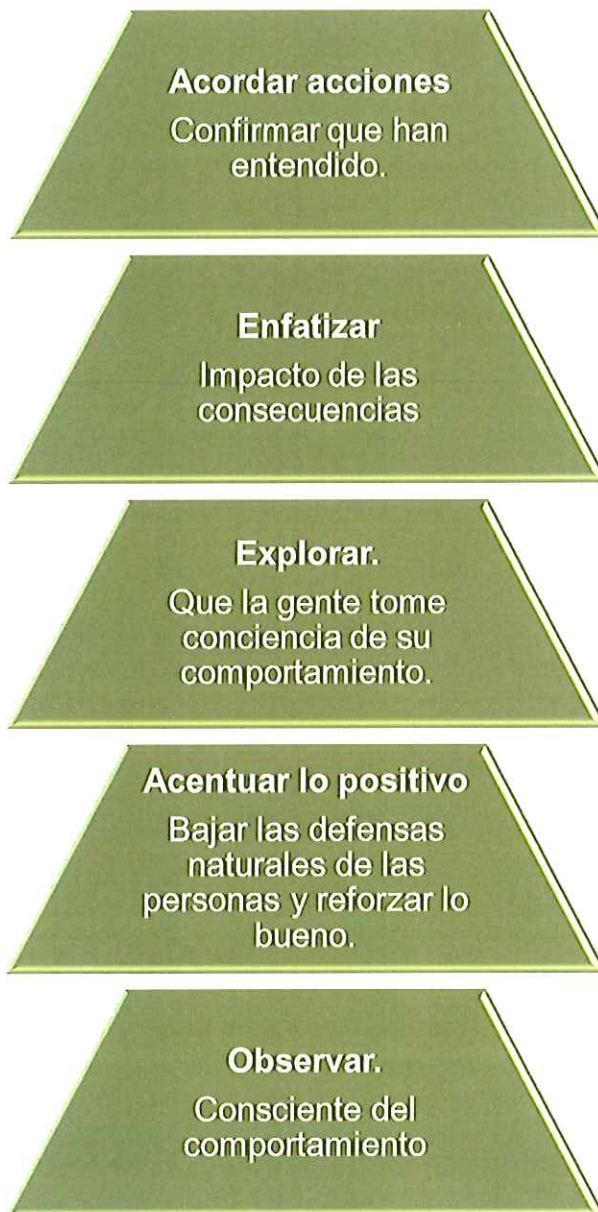 Acordar acciones
Confirmar que han
entendido.
Enfatizar
Impacto de las
consecuencias
Explorar.
Que la gente tome
conciencia de su
comportamiento.
Acentuar lo positivo
Bajar las defensas
naturales de las
personas y reforzar lo
bueno.
Observar.
Consciente del
comportamiento